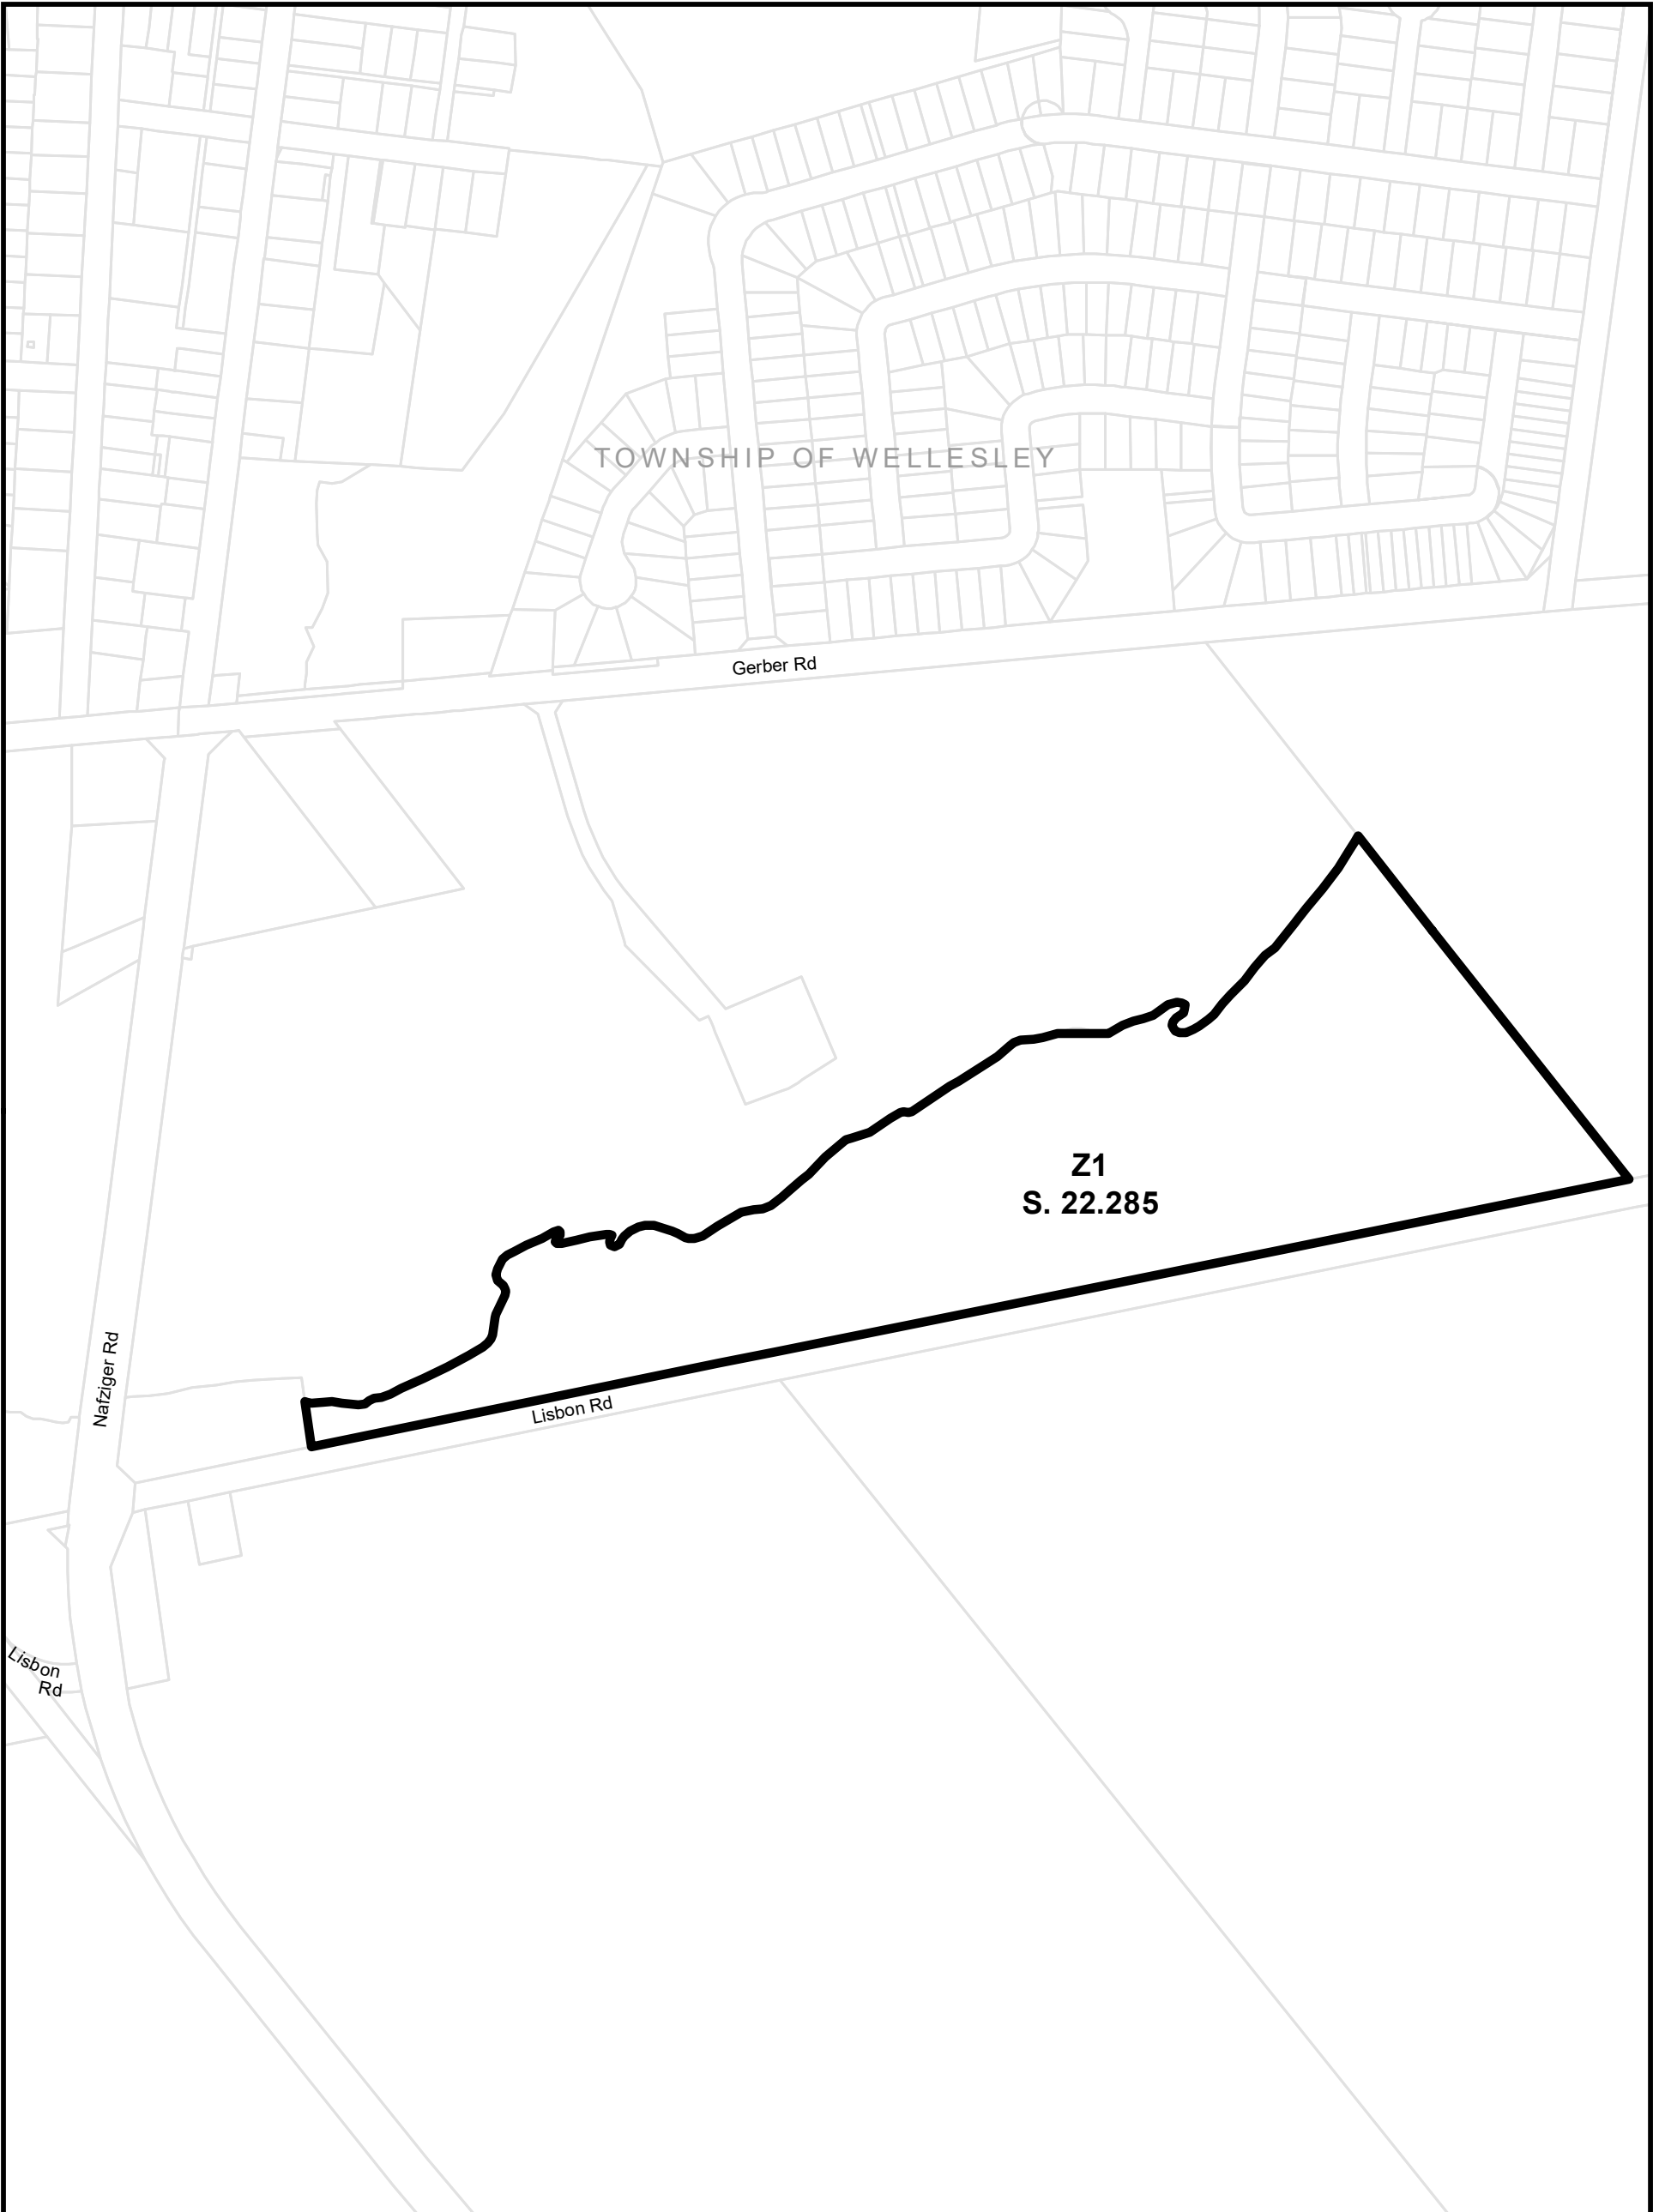 TOWNSHIP OF WELLESLEY
Gerber Rd
Z1
S. 22.285
Nafziger Rd
Lisbon Rd
Lisbon
Rd